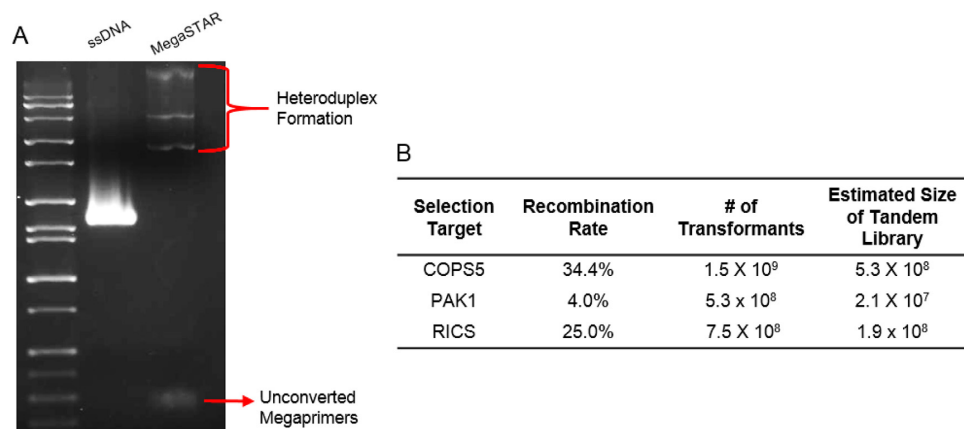 A
ssDNA
MegaSTAR
Heteroduplex
Formation
Unconverted
Megaprimers
B
Selection Target
Recombination Rate
# of Transformants
Estimated Size of Tandem Library
COPS5 34.4% 1.5 X 10⁹ 5.3 X 10⁸
PAK1 4.0% 5.3 x 10⁸ 2.1 X 10⁷
RICS 25.0% 7.5 X 10⁸ 1.9 x 10⁸